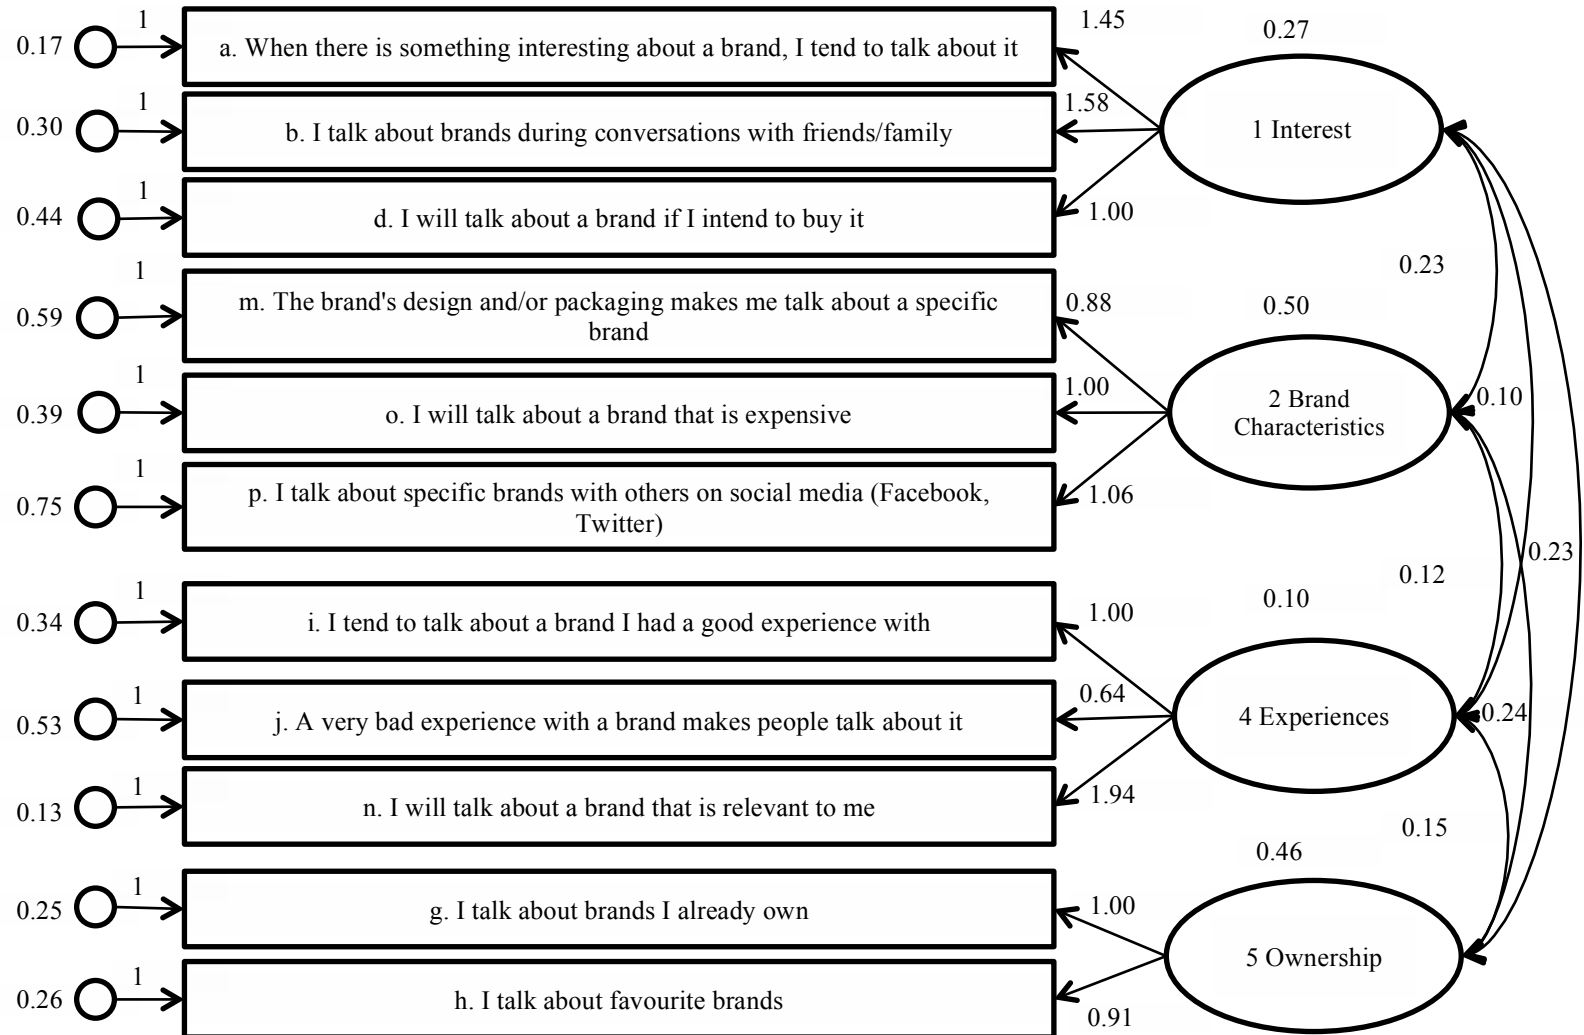 0.17
1
a. When there is something interesting about a brand, I tend to talk about it
1.45
0.27
0.30
1
b. I talk about brands during conversations with friends/family
1.58
1 Interest
0.44
1
d. I will talk about a brand if I intend to buy it
1.00
0.23
0.59
1
m. The brand's design and/or packaging makes me talk about a specific
brand
0.88
0.50
0.39
1
o. I will talk about a brand that is expensive
1.00
2 Brand
Characteristics
0.10
0.75
1
p. I talk about specific brands with others on social media (Facebook,
Twitter)
1.06
0.23
0.12
0.34
1
i. I tend to talk about a brand I had a good experience with
1.00
0.10
0.53
1
j. A very bad experience with a brand makes people talk about it
0.64
4 Experiences
0.24
0.13
1
n. I will talk about a brand that is relevant to me
1.94
0.15
0.46
0.25
1
g. I talk about brands I already own
1.00
5 Ownership
0.26
1
h. I talk about favourite brands
0.91